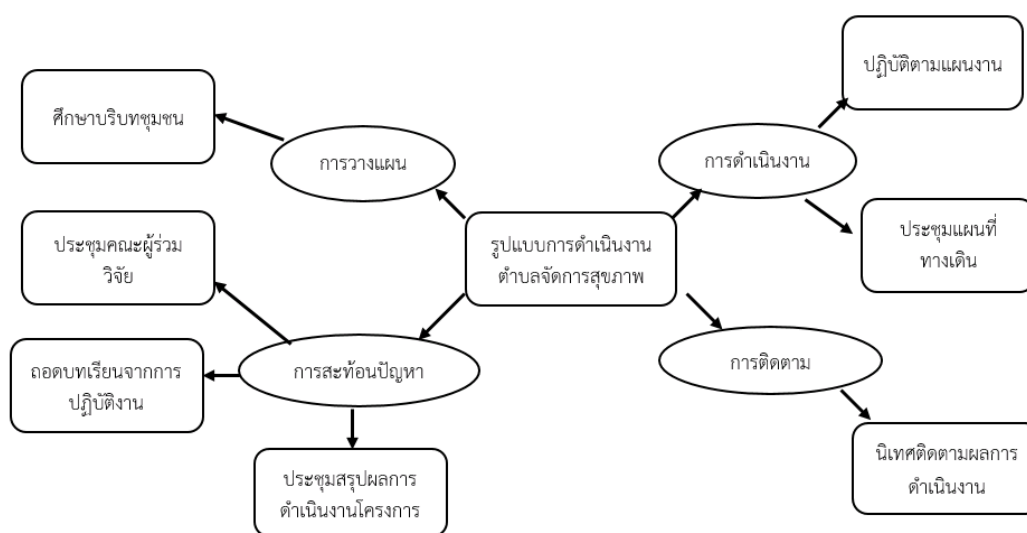 ปฏิบัติตามแผนงาน
ศึกษาบริบทชุมชน
การวางแผน
การดำเนินงาน
ประชุมคณะผู้ร่วม
วิจัย
รูปแบบการดำเนินงาน
ตำบลจัดการสุขภาพ
ประชุมแผนที่
ทางเดิน
ถอดบทเรียนจากการ
ปฏิบัติงาน
การสะท้อนปัญหา
การติดตาม
ประชุมสรุปผลการ
ดำเนินงานโครงการ
นิเทศติดตามผลการ
ดำเนินงาน